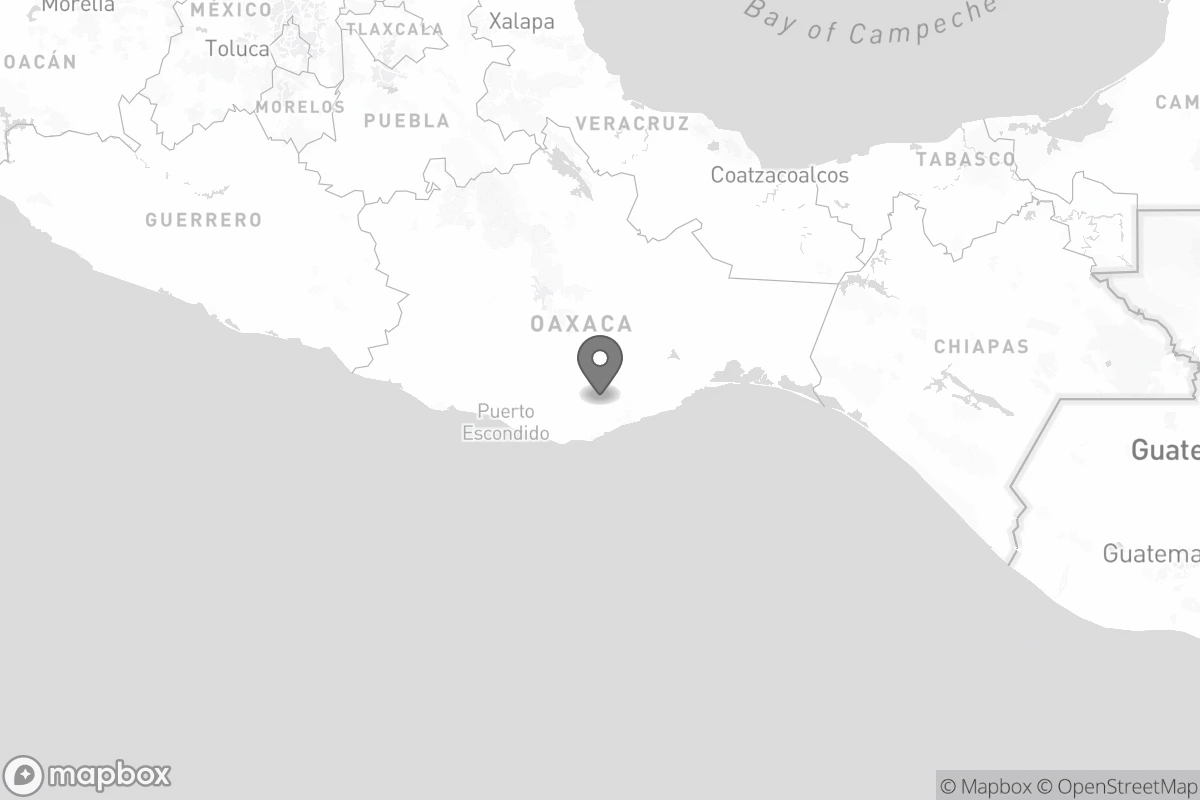 Morelia
MÉXICO
Xalapa
Bay of Campeche
TLAXCALA
Toluca
OACÁN
MORELOS
CAM
PUEBLA
VERACRUZ
TABASCO
Coatzacoalcos
GUERRERO
OAXACA
CHIAPAS
Puerto
Escondido
Guate
Guatema
mapbox
© Mapbox © OpenStreetMap